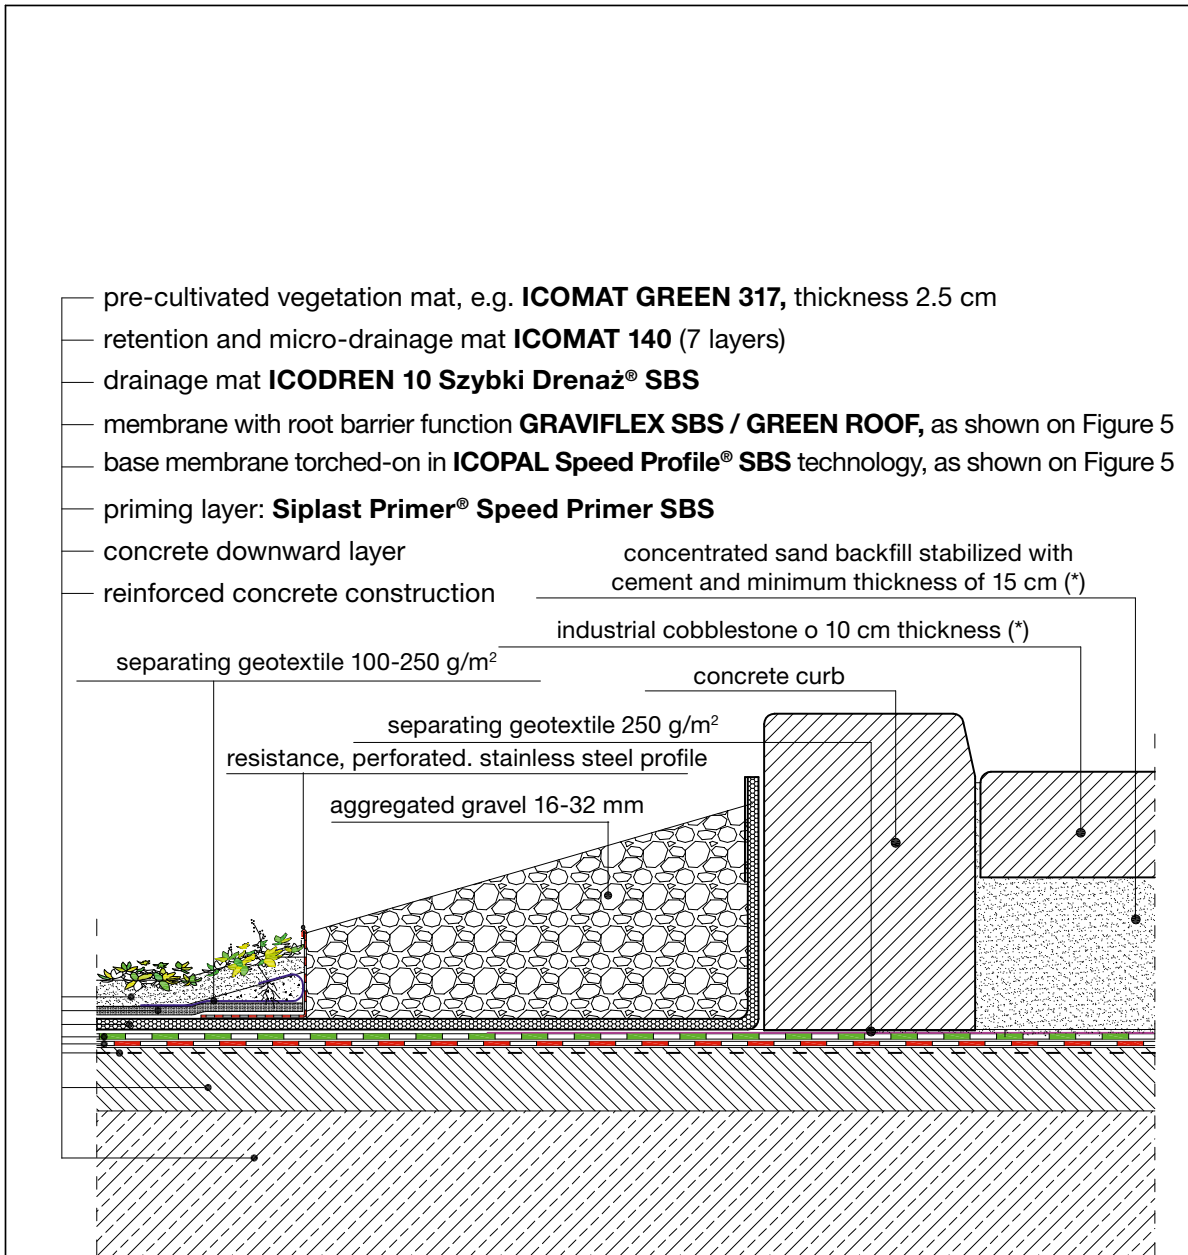 pre-cultivated vegetation mat, e.g. ICOMAT GREEN 317, thickness 2.5 cm
retention and micro-drainage mat ICOMAT 140 (7 layers)
drainage mat ICODREN 10 Szybki Drenaż® SBS
membrane with root barrier function GRAVIFLEX SBS / GREEN ROOF, as shown on Figure 5
base membrane torched-on in ICOPAL Speed Profile® SBS technology, as shown on Figure 5
priming layer: Siplast Primer® Speed Primer SBS
concrete downward layer
reinforced concrete construction
concentrated sand backfill stabilized with
cement and minimum thickness of 15 cm (*)
industrial cobblestone o 10 cm thickness (*)
separating geotextile 100-250 g/m²
concrete curb
separating geotextile 250 g/m²
resistance, perforated. stainless steel profile
aggregated gravel 16-32 mm